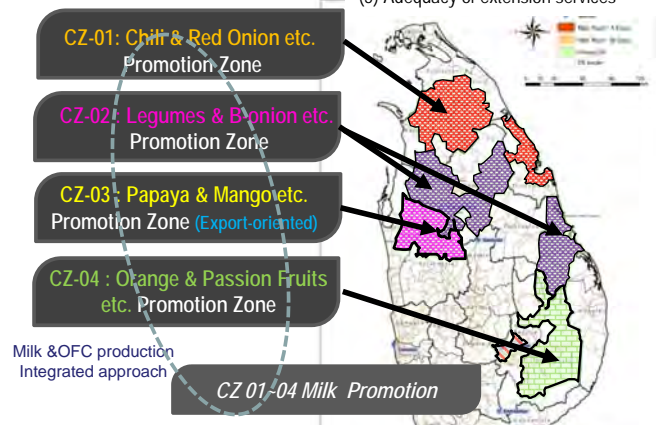 (5) Adequacy of extension services
CZ-01: Chili & Red Onion etc.
Promotion Zone
CZ-02 : Legumes & B-onion etc.
Promotion Zone
CZ-03 : Papaya & Mango etc.
Promotion Zone (Export-oriented)
CZ-04 : Orange & Passion Fruits
etc. Promotion Zone
Milk &OFC production
Integrated approach
CZ 01~04 Milk Promotion